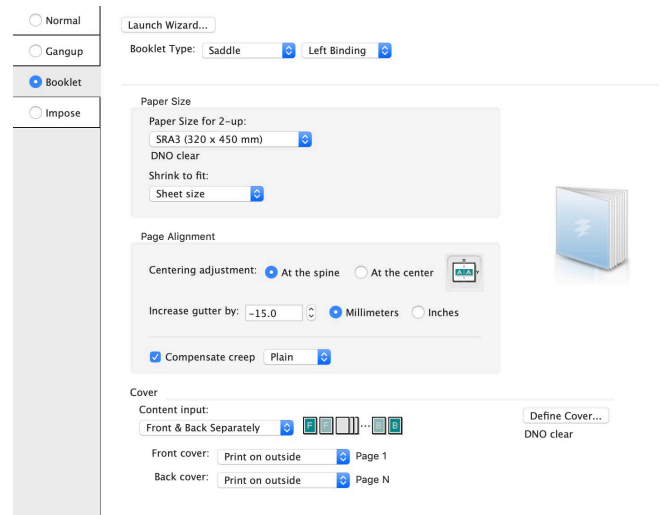 Normal
Gangup
Booklet
Impose
Launch Wizard...
Booklet Type: Saddle Left Binding
Paper Size
Paper Size for 2-up:
SRA3 (320 x 450 mm)
DNO clear
Shrink to fit:
Sheet size
Page Alignment
Centering adjustment: At the spine At the center A A
Increase gutter by: -15.0 Millimeters Inches
Compensate creep Plain
Cover
Content input:
Front & Back Separately F F ... B B
Define Cover...
DNO clear
Front cover: Print on outside Page 1
Back cover: Print on outside Page N